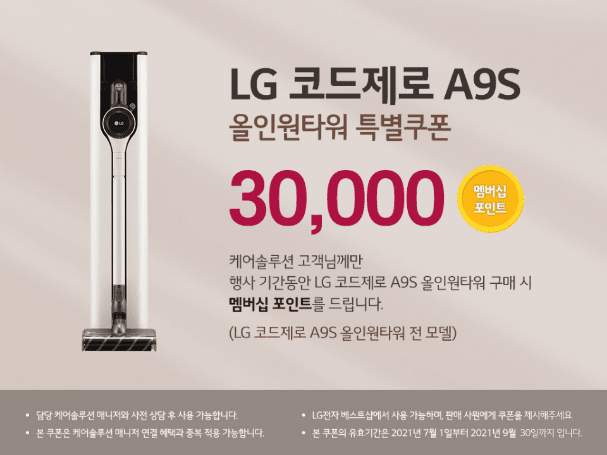 LG 코드제로 A9S
올인원타워 특별쿠폰
30,000
멤버십
포인트
케어솔루션 고객님께만
행사 기간동안 LG 코드제로 A9S 올인원타워 구매 시
멤버십 포인트를 드립니다.
(LG 코드제로 A9S 올인원타워 전 모델)
LG
• 담당 케어솔루션 매니저와 사전 상담 후 사용 가능합니다.
• 본 쿠폰은 케어솔루션 매니저 연결 혜택과 중복 적용 가능합니다.
• LG전자 베스트샵에서 사용 가능하며, 판매 사원에게 쿠폰을 제시해주세요
• 본 쿠폰의 유효기간은 2021년 7월 1일부터 2021년 9월 30일까지 입니다.